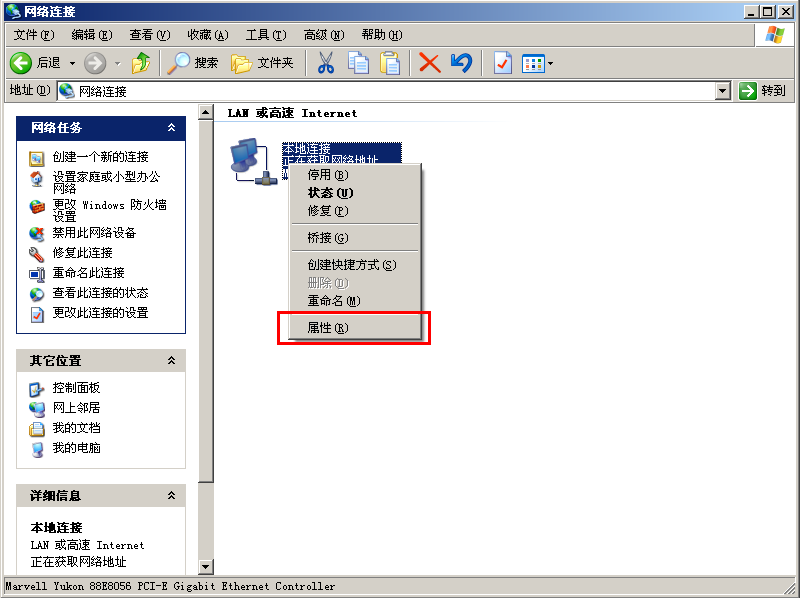 网络连接
文件(F) 编辑(E) 查看(V) 收藏(A) 工具(T) 高级(N) 帮助(H)
后退 搜索 文件夹
地址(D) 网络连接 转到
网络任务
创建一个新的连接
设置家庭或小型办公
网络
更改 Windows 防火墙
设置
禁用此网络设备
修复此连接
重命名此连接
查看此连接的状态
更改此连接的设置
其它位置
控制面板
网上邻居
我的文档
我的电脑
详细信息
本地连接
LAN 或高速 Internet
正在获取网络地址
LAN 或高速 Internet
本地连接
正在获取网络地址
停用(B)
状态(U)
修复(P)
桥接(G)
创建快捷方式(S)
删除(D)
重命名(M)
属性(R)
Marvell Yukon 88E8056 PCI-E Gigabit Ethernet Controller